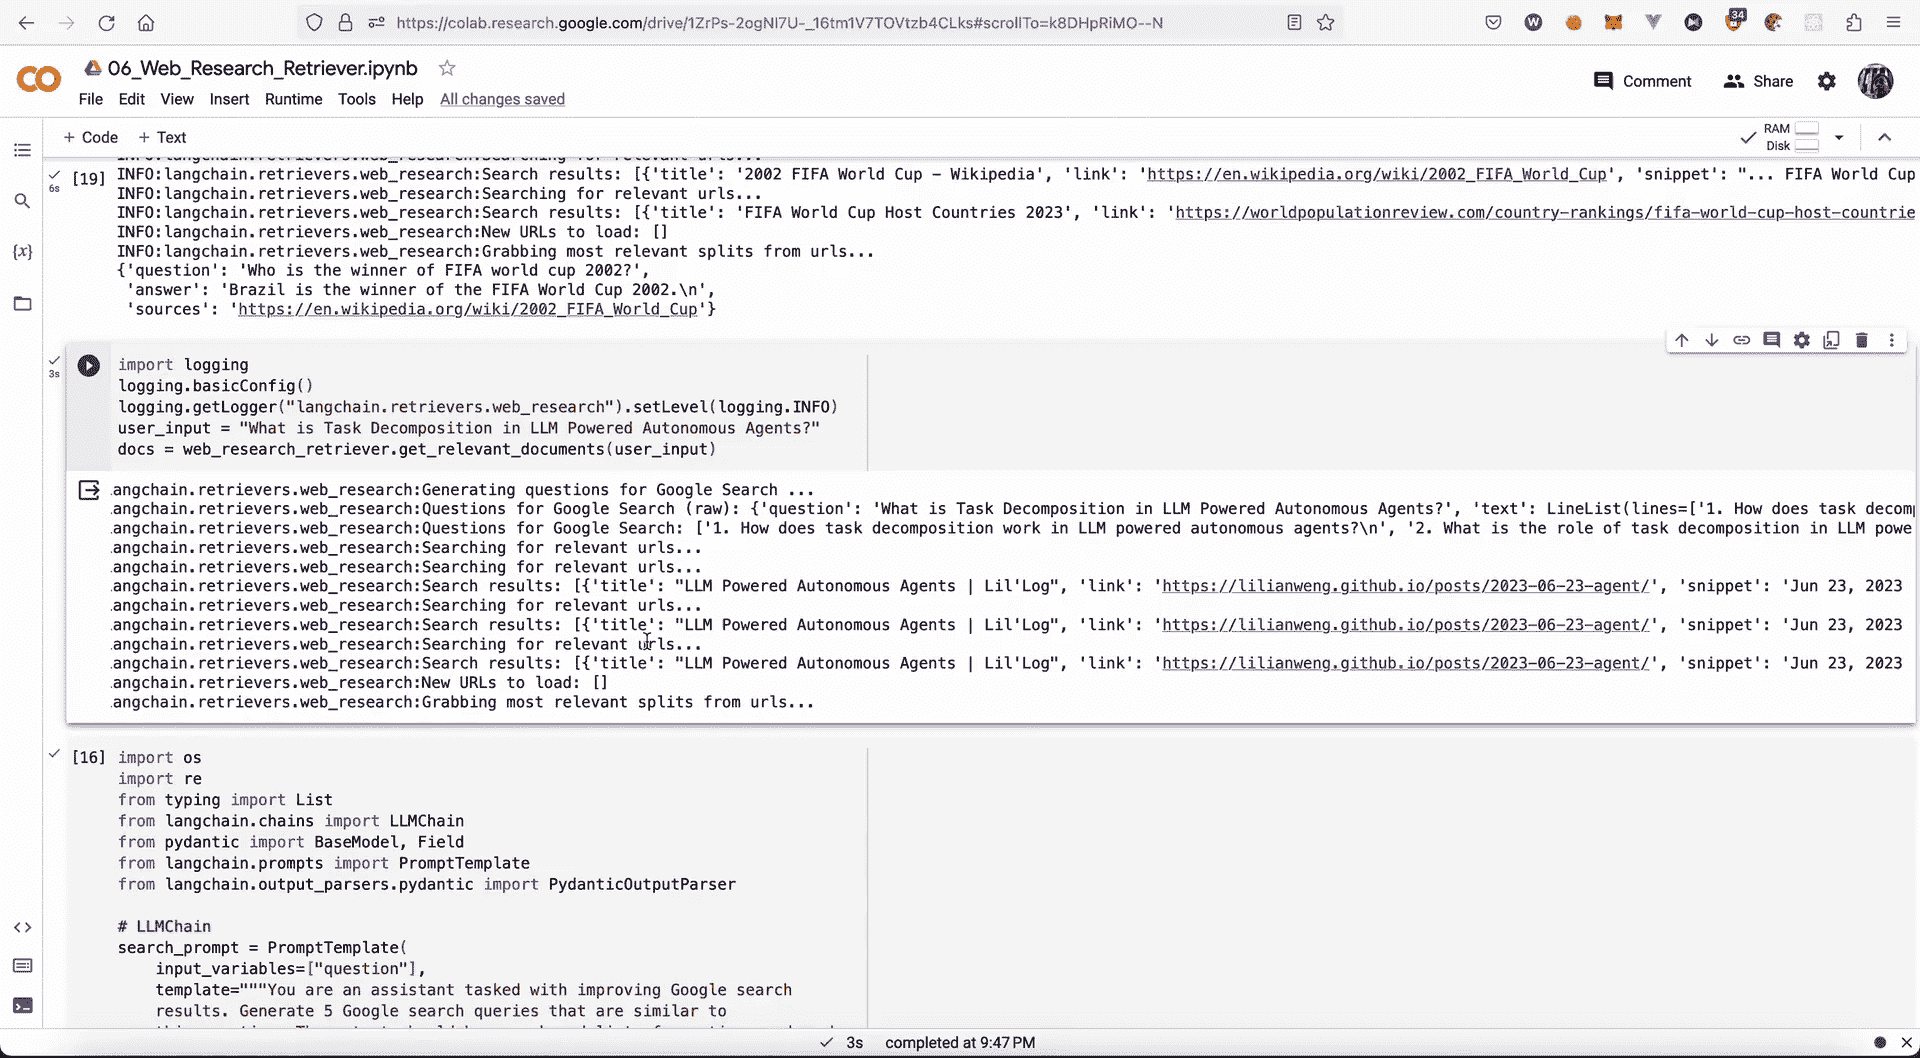 https://colab.research.google.com/drive/1ZrPs-2ogNI7U-_16tm1V7TOVtzb4CLks#scrollTo=k8DHpRiMO--N
34
06_Web_Research_Retriever.ipynb
File Edit View Insert Runtime Tools Help All changes saved
Comment
Share
+ Code + Text
RAM
Disk
INFO:langchain.retrievers.web_research:Searching for relevant urls...
[19] INFO:langchain.retrievers.web_research:Search results: [{'title': '2002 FIFA World Cup - Wikipedia', 'link': 'https://en.wikipedia.org/wiki/2002_FIFA_World_Cup', 'snippet': "... FIFA World Cup
6s
INFO:langchain.retrievers.web_research:Searching for relevant urls...
INFO:langchain.retrievers.web_research:Search results: [{'title': 'FIFA World Cup Host Countries 2023', 'link': 'https://worldpopulationreview.com/country-rankings/fifa-world-cup-host-countrie
INFO:langchain.retrievers.web_research:New URLs to load: []
INFO:langchain.retrievers.web_research:Grabbing most relevant splits from urls...
{'question': 'Who is the winner of FIFA world cup 2002?',
'answer': 'Brazil is the winner of the FIFA World Cup 2002.\n',
'sources': 'https://en.wikipedia.org/wiki/2002_FIFA_World_Cup'}
3s
import logging
logging.basicConfig()
logging.getLogger("langchain.retrievers.web_research").setLevel(logging.INFO)
user_input = "What is Task Decomposition in LLM Powered Autonomous Agents?"
docs = web_research_retriever.get_relevant_documents(user_input)
angchain.retrievers.web_research:Generating questions for Google Search ...
angchain.retrievers.web_research:Questions for Google Search (raw): {'question': 'What is Task Decomposition in LLM Powered Autonomous Agents?', 'text': LineList(lines=['1. How does task decomp
angchain.retrievers.web_research:Questions for Google Search: ['1. How does task decomposition work in LLM powered autonomous agents?\n', '2. What is the role of task decomposition in LLM powe
angchain.retrievers.web_research:Searching for relevant urls...
angchain.retrievers.web_research:Searching for relevant urls...
angchain.retrievers.web_research:Search results: [{'title': "LLM Powered Autonomous Agents | Lil'Log", 'link': 'https://lilianweng.github.io/posts/2023-06-23-agent/', 'snippet': 'Jun 23, 2023
angchain.retrievers.web_research:Searching for relevant urls...
angchain.retrievers.web_research:Search results: [{'title': "LLM Powered Autonomous Agents | Lil'Log", 'link': 'https://lilianweng.github.io/posts/2023-06-23-agent/', 'snippet': 'Jun 23, 2023
angchain.retrievers.web_research:Searching for relevant urls...
angchain.retrievers.web_research:Search results: [{'title': "LLM Powered Autonomous Agents | Lil'Log", 'link': 'https://lilianweng.github.io/posts/2023-06-23-agent/', 'snippet': 'Jun 23, 2023
angchain.retrievers.web_research:New URLs to load: []
angchain.retrievers.web_research:Grabbing most relevant splits from urls...
[16] import os
import re
from typing import List
from langchain.chains import LLMChain
from pydantic import BaseModel, Field
from langchain.prompts import PromptTemplate
from langchain.output_parsers.pydantic import PydanticOutputParser
# LLMChain
search_prompt = PromptTemplate(
input_variables=["question"],
template="""You are an assistant tasked with improving Google search
results. Generate 5 Google search queries that are similar to
3s completed at 9:47 PM